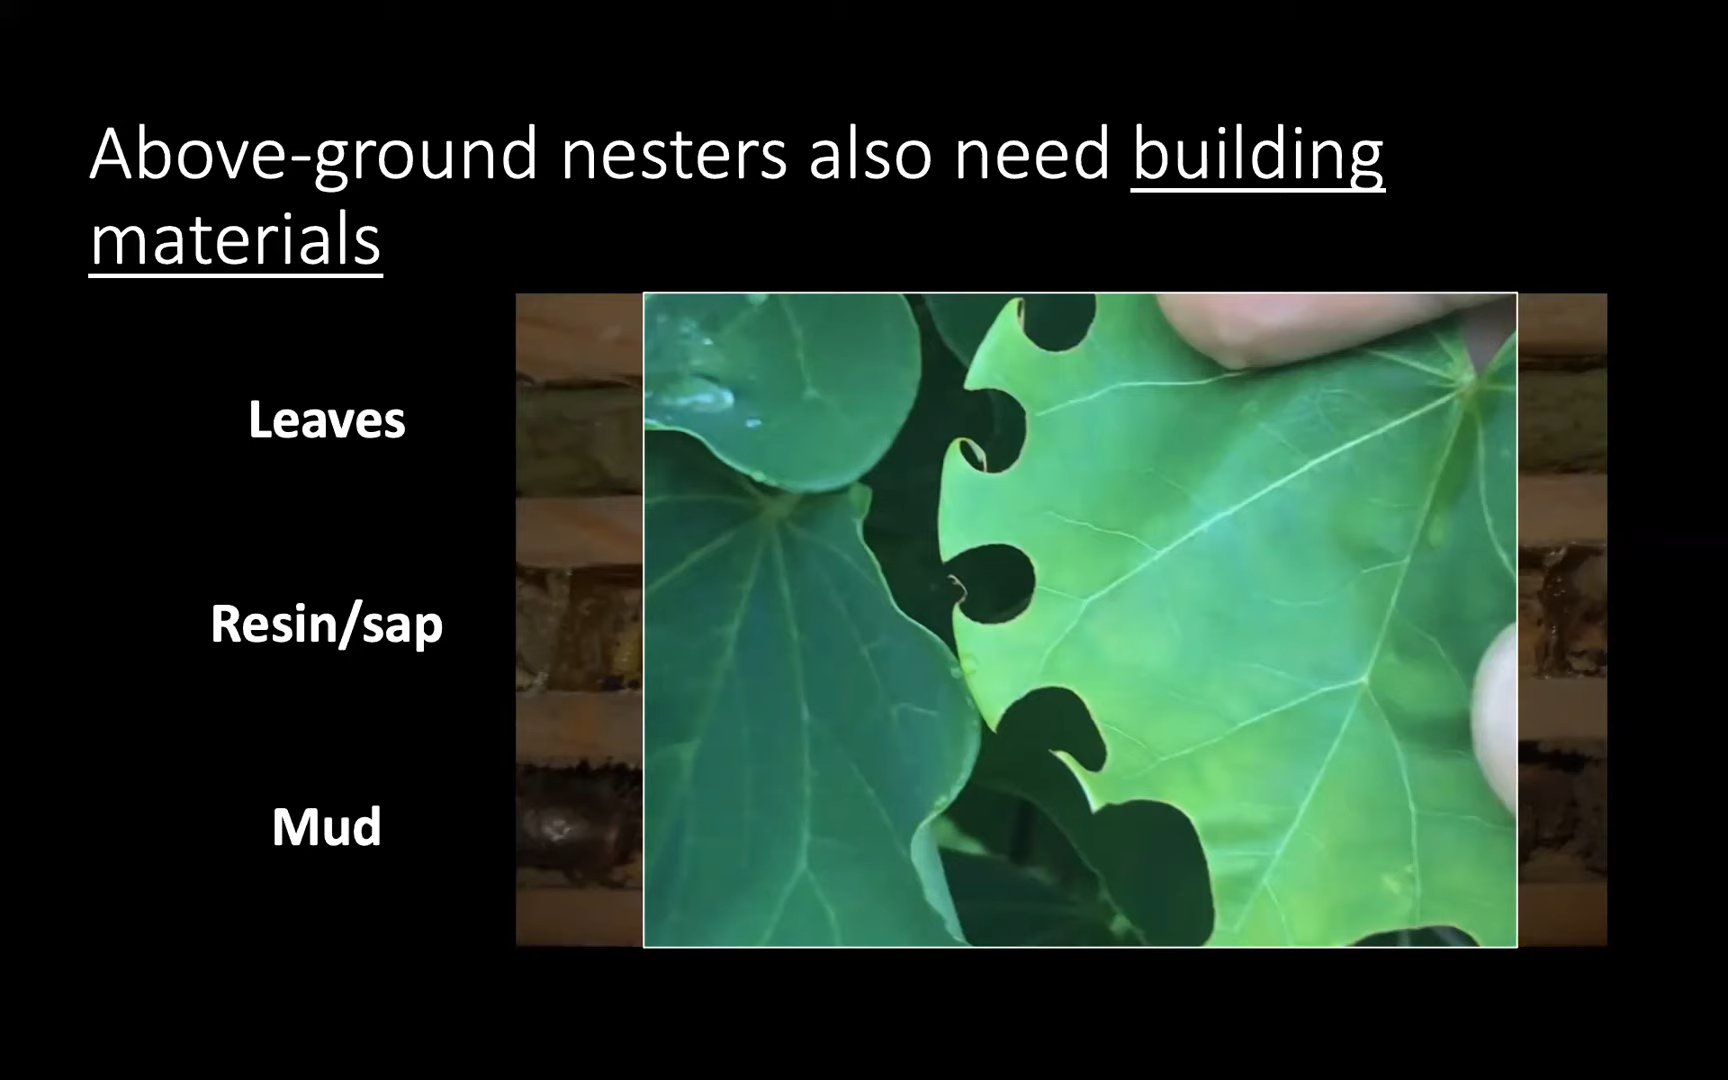 Above-ground nesters also need building
materials
Leaves
Resin/sap
Mud